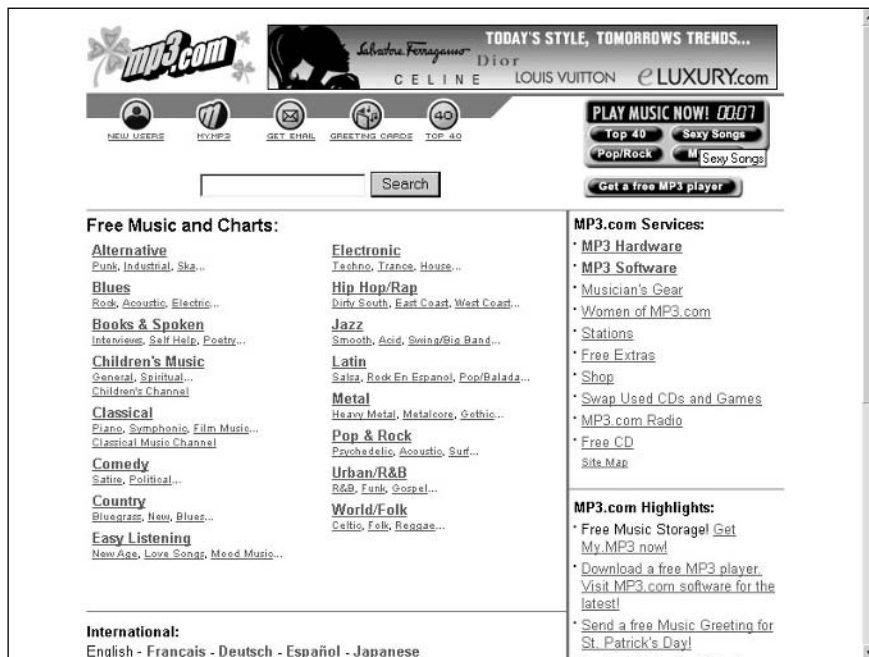 mp3.com
TODAY'S STYLE, TOMORROWS TRENDS...
Salvatore Ferragamo
Dior
CELINE LOUIS VUITTON eLUXURY.com
NEW USERS MY.MP3 GET EMAIL GREETING CARDS 40 TOP 40
PLAY MUSIC NOW! 00:07
Top 40 Sexy Songs
Pop/Rock M
Sexy Songs
Get a free MP3 player
Search
Free Music and Charts:
Alternative
Punk, Industrial, Ska...
Blues
Rock, Acoustic, Electric...
Books & Spoken
Interviews, Self Help, Poetry...
Children's Music
General, Spiritual...
Children's Channel
Classical
Piano, Symphonic, Film Music...
Classical Music Channel
Comedy
Satire, Political...
Country
Bluegrass, New, Blues...
Easy Listening
New Age, Love Songs, Mood Music...
Electronic
Techno, Trance, House...
Hip Hop/Rap
Dirty South, East Coast, West Coast...
Jazz
Smooth, Acid, Swing/Big Band...
Latin
Salsa, Rock En Espanol, Pop/Balada...
Metal
Heavy Metal, Metalcore, Gothic...
Pop & Rock
Psychedelic, Acoustic, Surf...
Urban/R&B
R&B, Funk, Gospel...
World/Folk
Celtic, Folk, Reggae...
International:
English - Français - Deutsch - Español - Japanese
MP3.com Services:
• MP3 Hardware
• MP3 Software
• Musician's Gear
• Women of MP3.com
• Stations
• Free Extras
• Shop
• Swap Used CDs and Games
• MP3.com Radio
• Free CD
Site Map
MP3.com Highlights:
• Free Music Storage! Get
My.MP3 now!
• Download a free MP3 player.
Visit MP3.com software for the
latest!
• Send a free Music Greeting for
St. Patrick's Day!